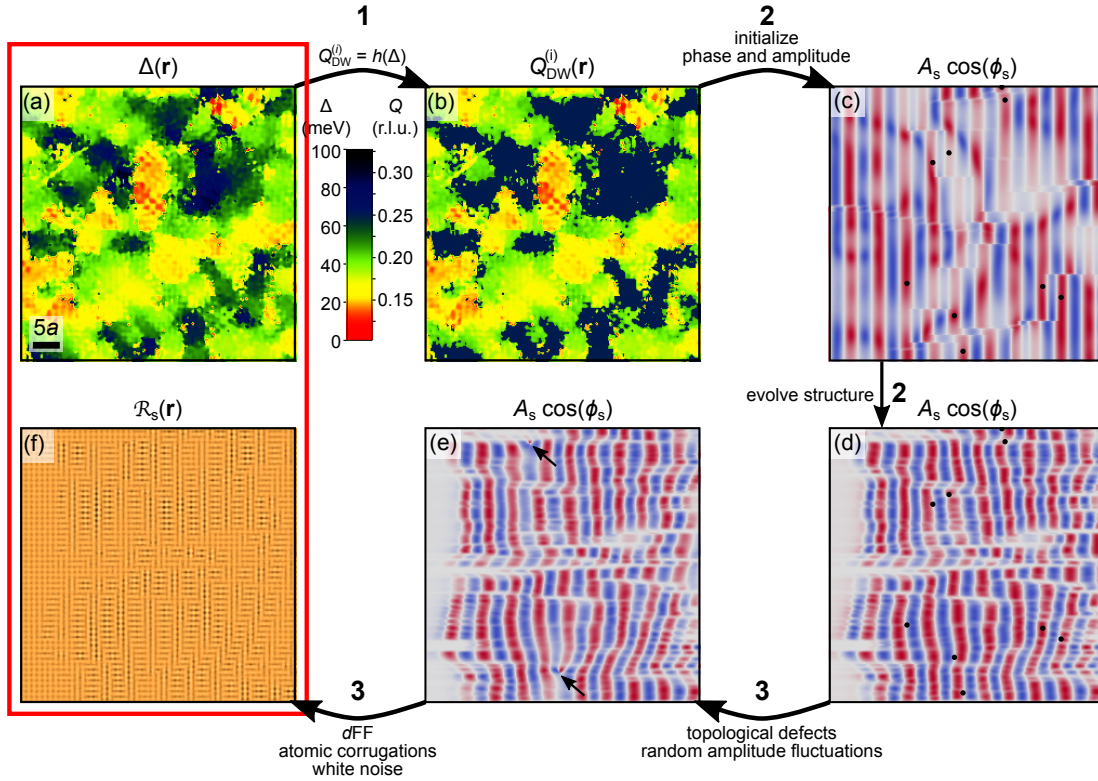 1
2
Δ(r)
Q_DW^(i) = h(Δ)
Q_DW^(i)(r)
initialize
phase and amplitude
A_s cos(ϕ_s)
(a)
Δ
(meV)
Q
(r.l.u.)
100
80
60
40
20
0
0.30
0.25
0.20
0.15
(b)
(c)
5a
evolve structure
2
ℛ_s(r)
A_s cos(ϕ_s)
A_s cos(ϕ_s)
(f)
(e)
(d)
3
3
dFF
atomic corrugations
white noise
topological defects
random amplitude fluctuations